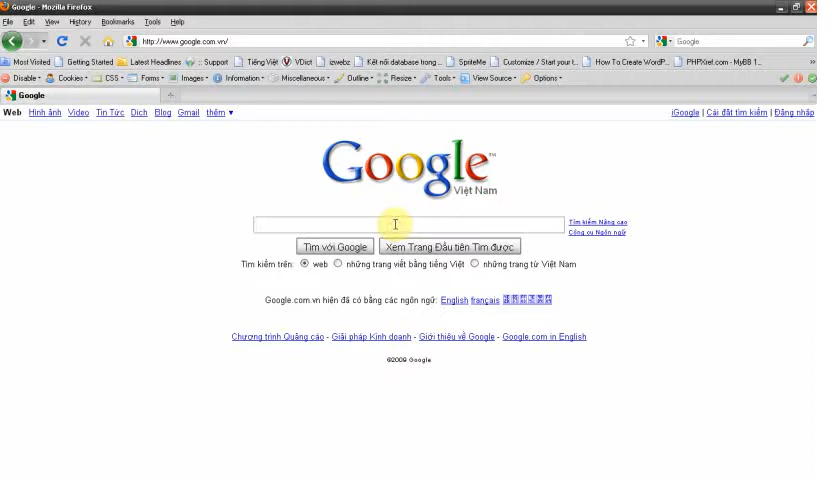 Google - Mozilla Firefox
File Edit View History Bookmarks Tools Help
http://www.google.com.vn/ Google
Most Visited Getting Started Latest Headlines :: Support Tiếng Việt VDict izwebz Kết nối database trong ... SpriteMe Customize / Start your t... How To Create WordP... PHPXref.com - MyBB 1...
Disable Cookies CSS Forms Images Information Miscellaneous Outline Resize Tools View Source Options
Google
Web Hình ảnh Video Tin Tức Dịch Blog Gmail thêm ▼ iGoogle | Cài đặt tìm kiếm | Đăng nhập
Google™
Việt Nam
Tìm kiếm Nâng cao
Công cụ Ngôn ngữ
Tìm với Google Xem Trang Đầu tiên Tìm được
Tìm kiếm trên: web những trang viết bằng tiếng Việt những trang từ Việt Nam
Google.com.vn hiện đã có bằng các ngôn ngữ: English français
Chương trình Quảng cáo - Giải pháp Kinh doanh - Giới thiệu về Google - Google.com in English
©2009 Google